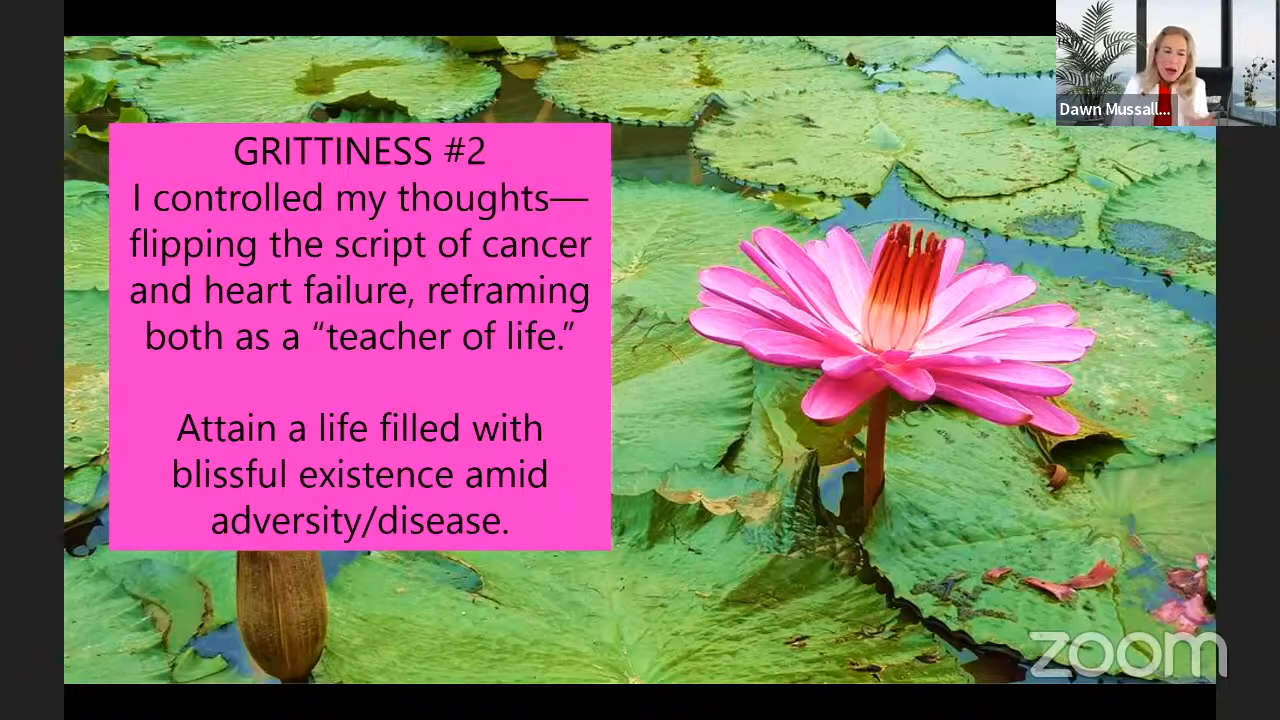 Dawn Mussall...
GRITTINESS #2
I controlled my thoughts—
flipping the script of cancer
and heart failure, reframing
both as a “teacher of life.”
Attain a life filled with
blissful existence amid
adversity/disease.
zoom